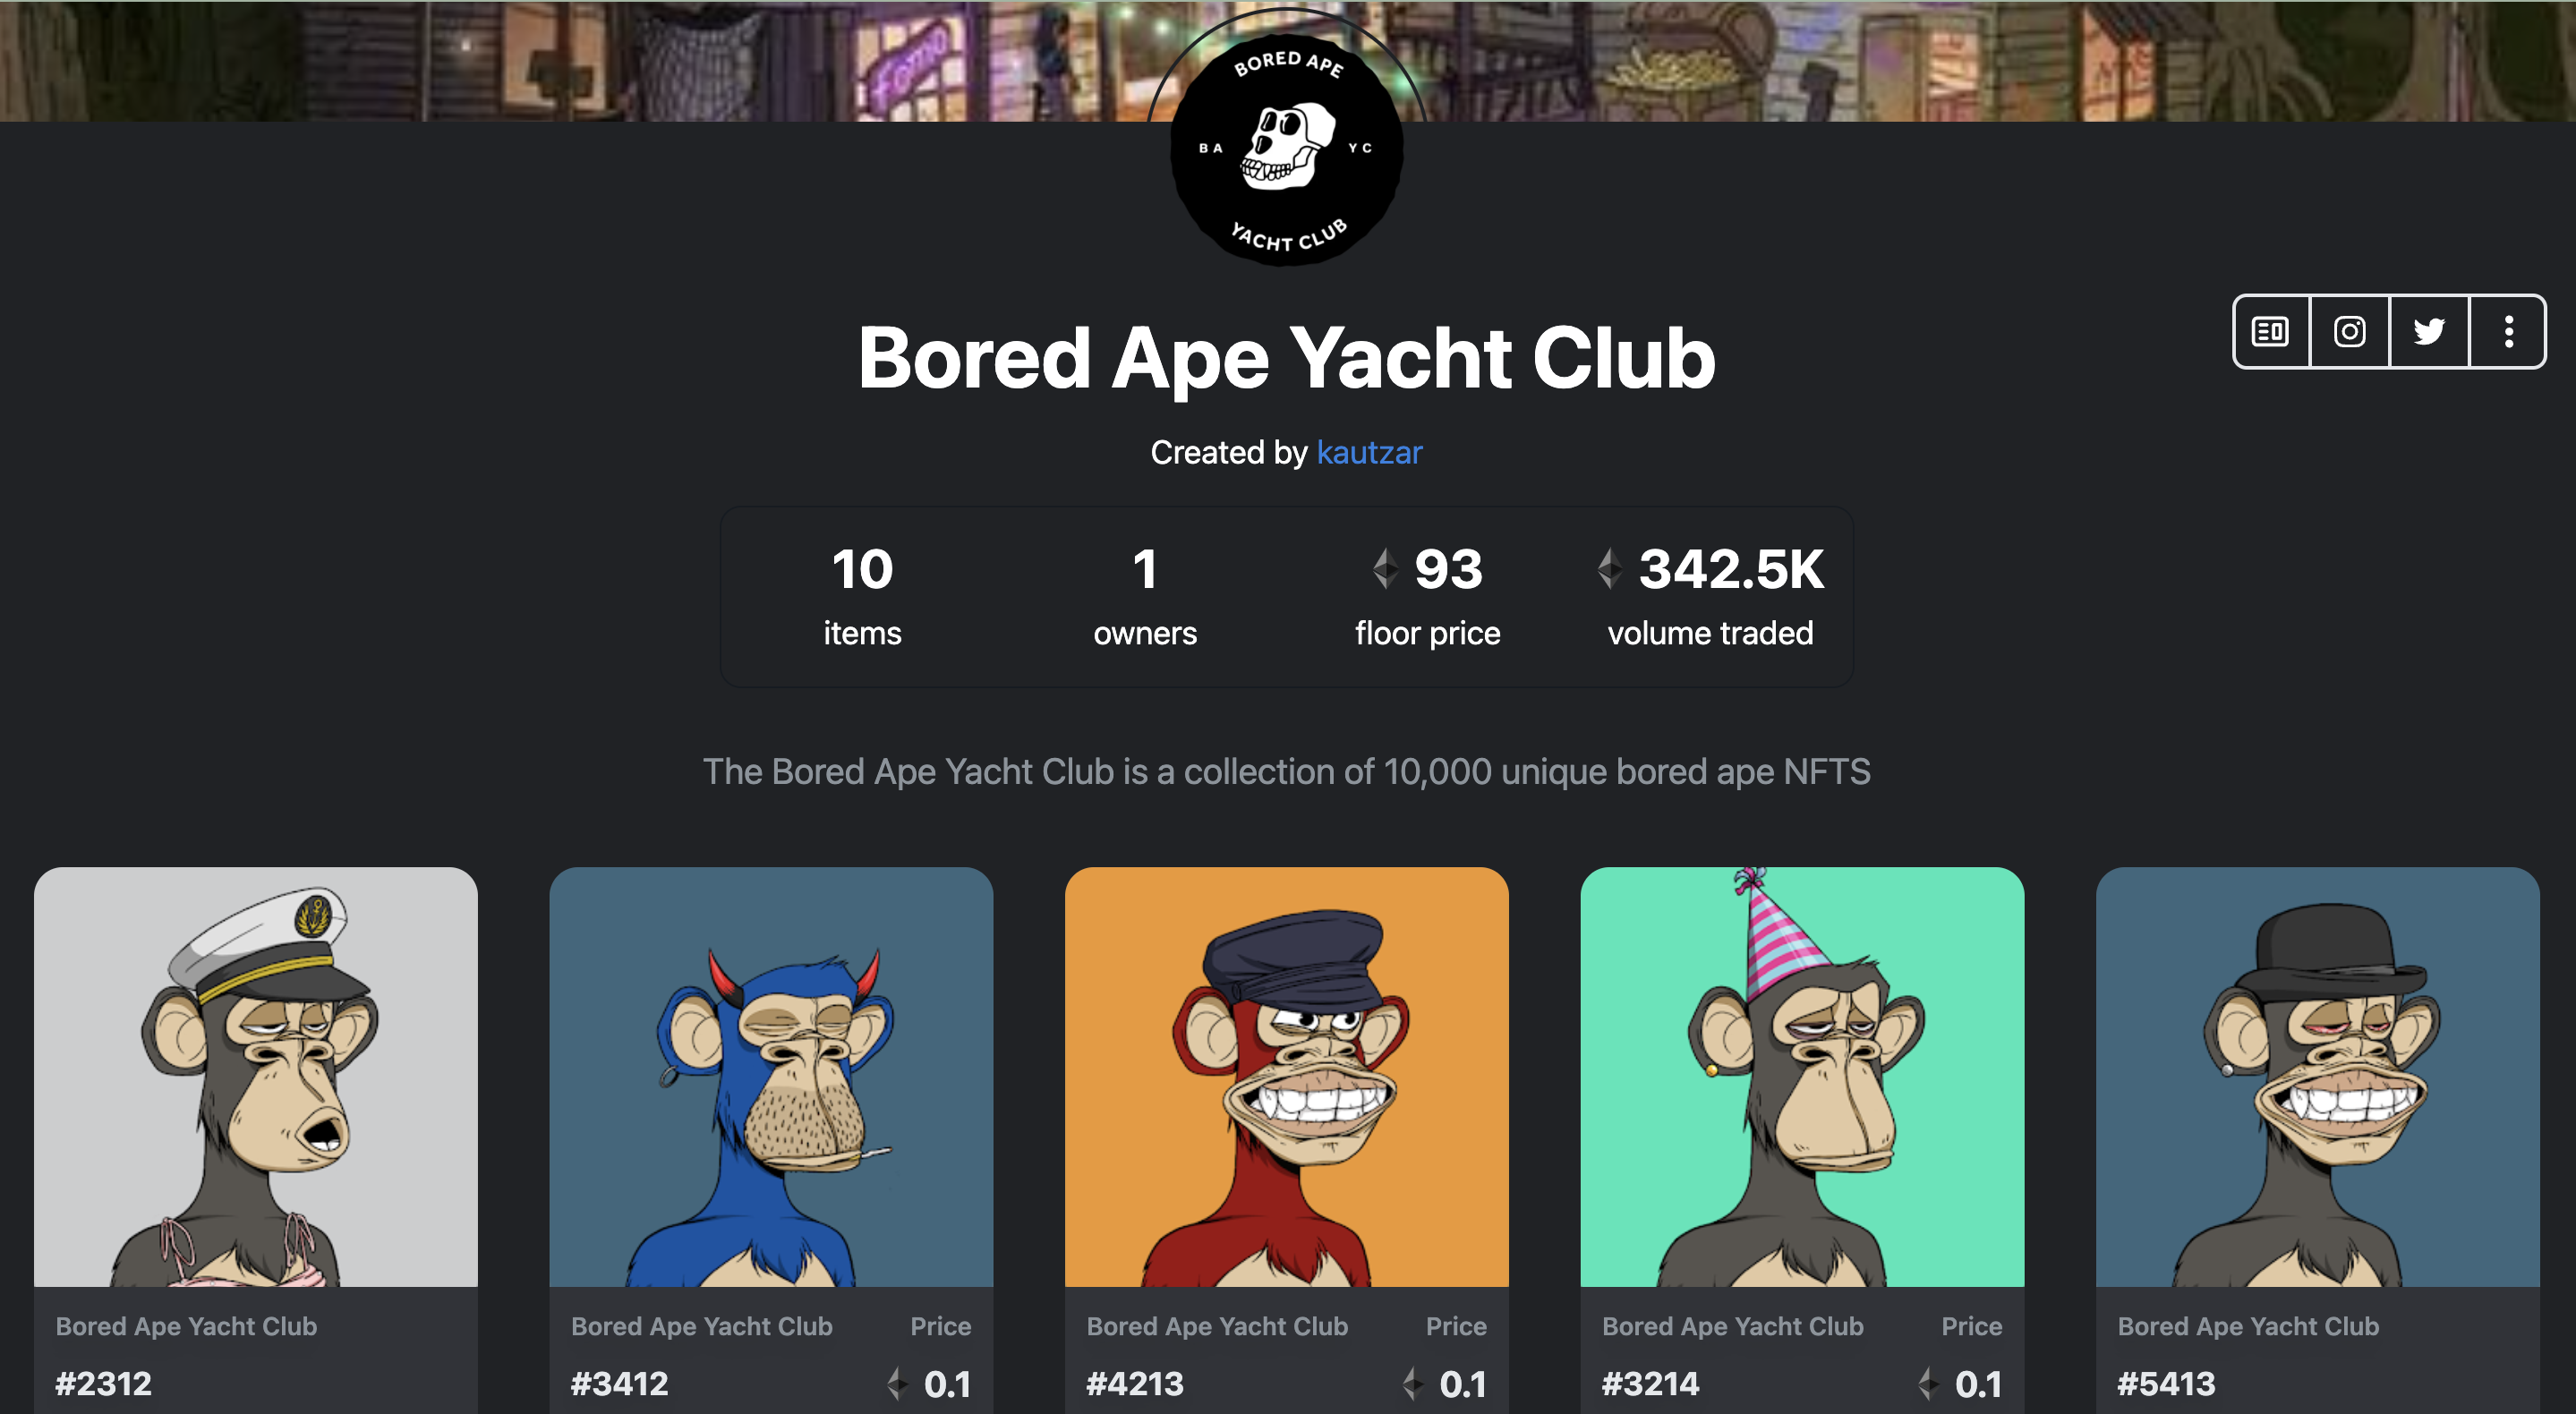 Fomo
BORED APE
BA YC
YACHT CLUB
Bored Ape Yacht Club
Created by kautzar
10 1 93 342.5K
items owners floor price volume traded
The Bored Ape Yacht Club is a collection of 10,000 unique bored ape NFTS
Bored Ape Yacht Club Bored Ape Yacht Club Price Bored Ape Yacht Club Price Bored Ape Yacht Club Price Bored Ape Yacht Club
#2312 #3412 0.1 #4213 0.1 #3214 0.1 #5413